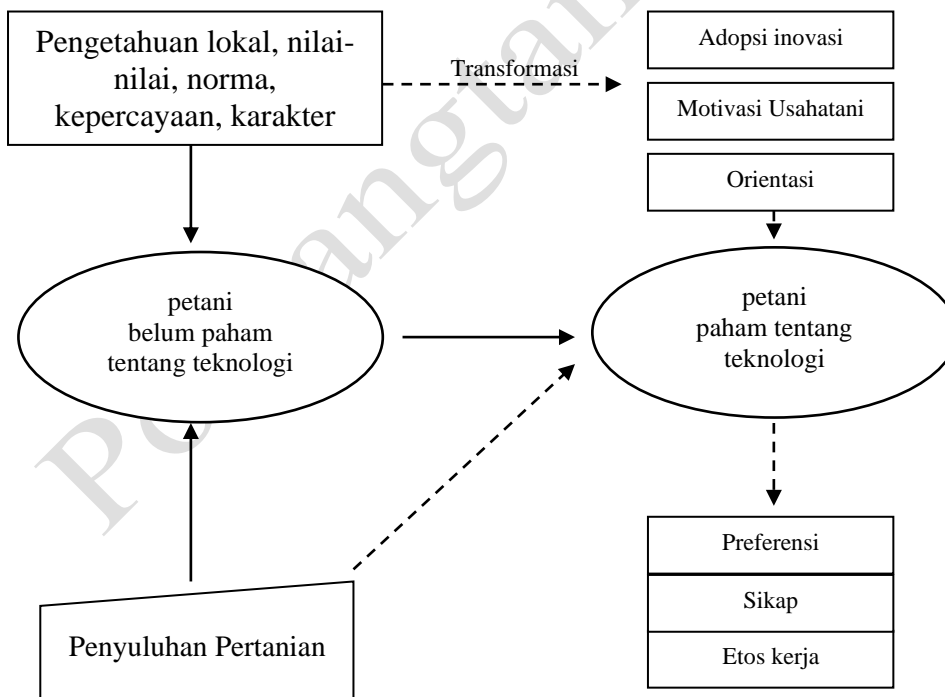 Pengetahuan lokal, nilai-
nilai, norma,
kepercayaan, karakter
Transformasi
Adopsi inovasi
Motivasi Usahatani
Orientasi
petani
belum paham
tentang teknologi
petani
paham tentang
teknologi
Penyuluhan Pertanian
Preferensi
Sikap
Etos kerja